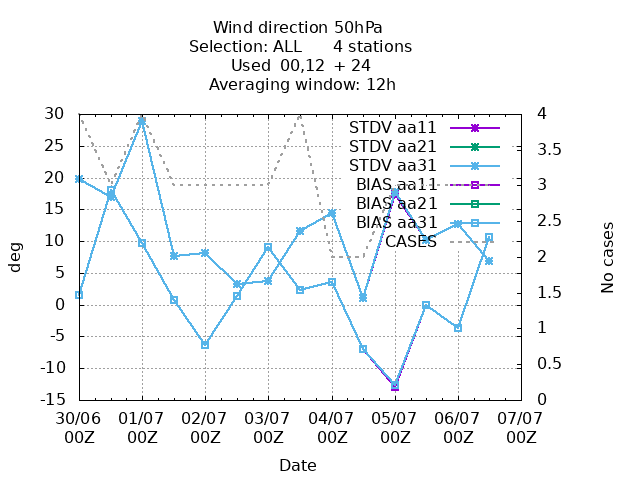 Wind direction 50hPa
Selection: ALL 4 stations
Used 00,12 + 24
Averaging window: 12h
STDV aa11
STDV aa21
STDV aa31
BIAS aa11
BIAS aa21
BIAS aa31
CASES
deg
30
25
20
15
10
5
0
-5
-10
-15
No cases
4
3.5
3
2.5
2
1.5
1
0.5
0
30/06 01/07 02/07 03/07 04/07 05/07 06/07 07/07
00Z 00Z 00Z 00Z 00Z 00Z 00Z 00Z
Date